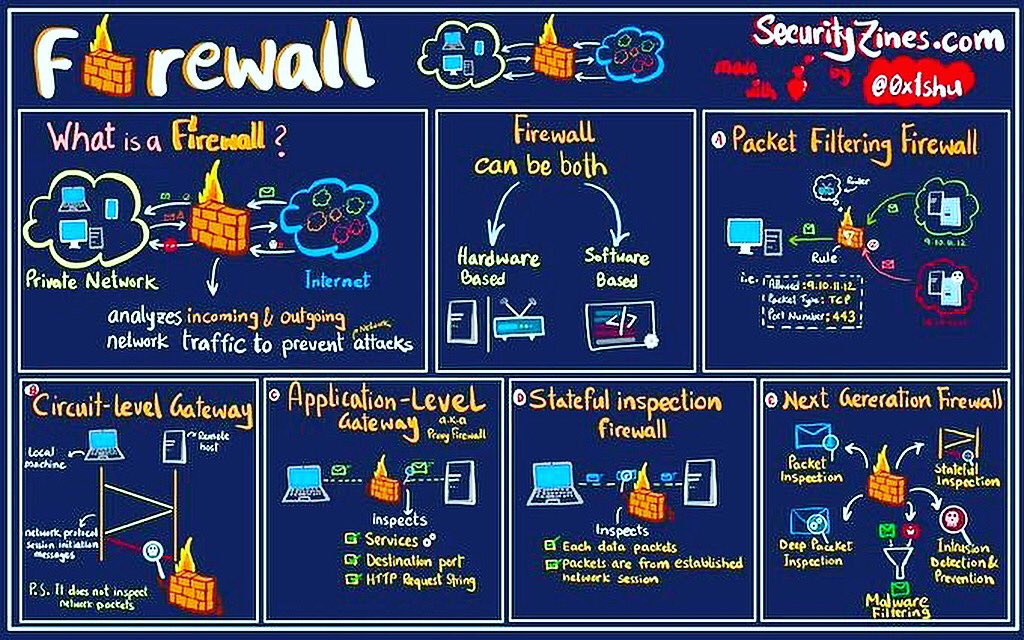 Firewall
SecurityZines.com
made
with
by
@0x1shu
What is a Firewall?
Private Network
Internet
analyzes incoming & outgoing
network traffic to prevent network attacks
Firewall
can be both
Hardware
Based
Software
Based
</>
A Packet Filtering Firewall
Router
9.10.11.12
Rule
i.e.
Allowed : 9.10.11.12
Packet Type : TCP
Port Number : 443
B
Circuit-level Gateway
Local
machine
Remote
host
network protocol
session initiation
messages
P.S. It does not inspect
network packets
C Application-Level
Gateway a.k.a
Proxy Firewall
Inspects
Services
Destination port
HTTP Request String
D Stateful inspection
firewall
Inspects
Each data packets
packets are from established
network session
E Next Gereration Firewall
Packet
Inspection
Stateful
Inspection
Deep Packet
Inspection
Intrusion
Detection &
Prevention
Malware
Filtering